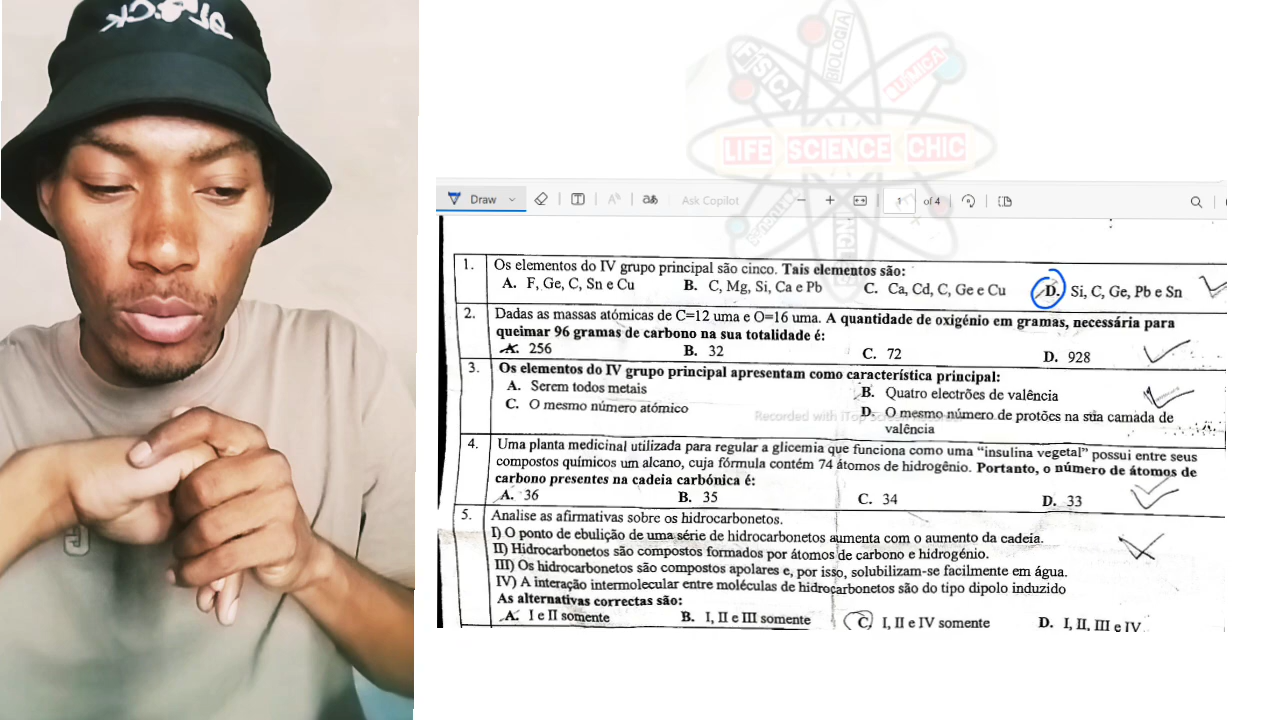 BL☻CK
FÍSICA
BIOLOGIA
QUÍMICA
LIFE SCIENCE CHIC
Draw
Ask Copilot
1 of 4
1. Os elementos do IV grupo principal são cinco. Tais elementos são:
A. F, Ge, C, Sn e Cu B. C, Mg, Si, Ca e Pb C. Ca, Cd, C, Ge e Cu D. Si, C, Ge, Pb e Sn
2. Dadas as massas atómicas de C=12 uma e O=16 uma. A quantidade de oxigénio em gramas, necessária para
queimar 96 gramas de carbono na sua totalidade é:
A. 256 B. 32 C. 72 D. 928
3. Os elementos do IV grupo principal apresentam como característica principal:
A. Serem todos metais B. Quatro electrões de valência
C. O mesmo número atómico D. O mesmo número de protões na sua camada de
valência
Recorded with iTop Screen
4. Uma planta medicinal utilizada para regular a glicemia que funciona como uma “insulina vegetal” possui entre seus
compostos químicos um alcano, cuja fórmula contém 74 átomos de hidrogênio. Portanto, o número de átomos de
carbono presentes na cadeia carbónica é:
A. 36 B. 35 C. 34 D. 33
5. Analise as afirmativas sobre os hidrocarbonetos.
I) O ponto de ebulição de uma série de hidrocarbonetos aumenta com o aumento da cadeia.
II) Hidrocarbonetos são compostos formados por átomos de carbono e hidrogénio.
III) Os hidrocarbonetos são compostos apolares e, por isso, solubilizam-se facilmente em água.
IV) A interação intermolecular entre moléculas de hidrocarbonetos são do tipo dipolo induzido
As alternativas correctas são:
A. I e II somente B. I, II e III somente C. I, II e IV somente D. I, II, III e IV